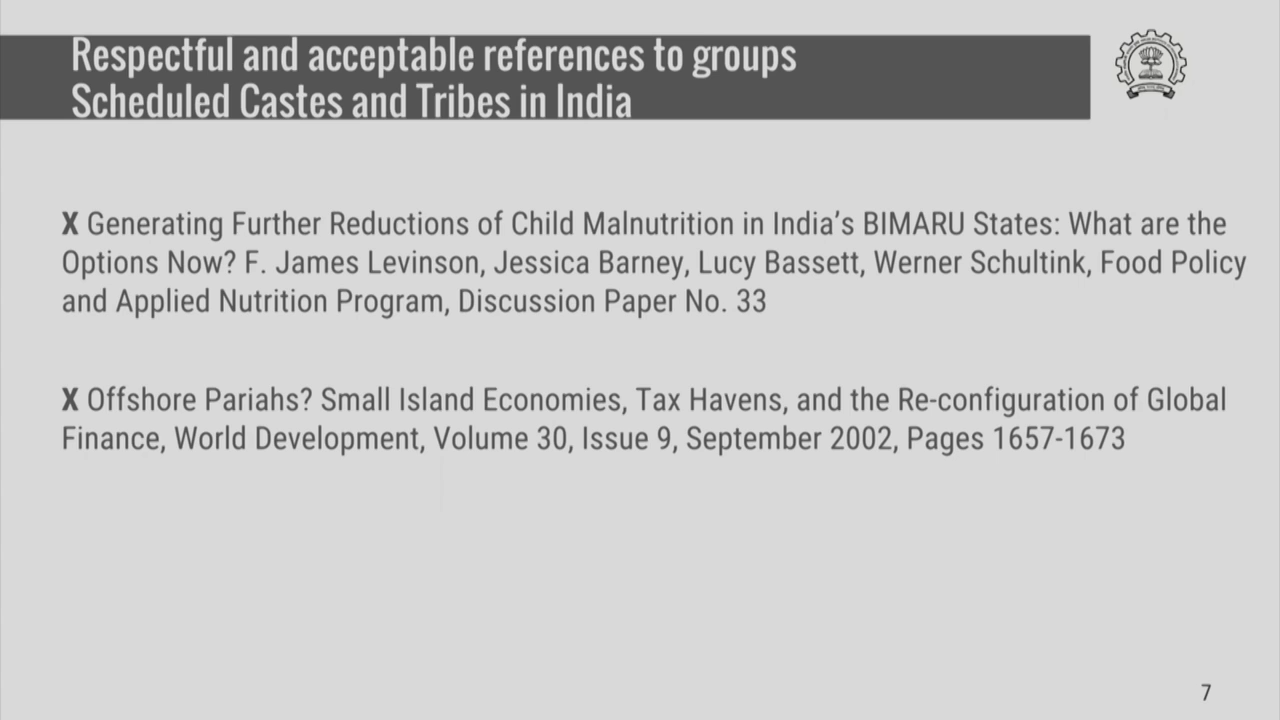 Respectful and acceptable references to groups
Scheduled Castes and Tribes in India
X Generating Further Reductions of Child Malnutrition in India’s BIMARU States: What are the
Options Now? F. James Levinson, Jessica Barney, Lucy Bassett, Werner Schultink, Food Policy
and Applied Nutrition Program, Discussion Paper No. 33
X Offshore Pariahs? Small Island Economies, Tax Havens, and the Re-configuration of Global
Finance, World Development, Volume 30, Issue 9, September 2002, Pages 1657-1673
7